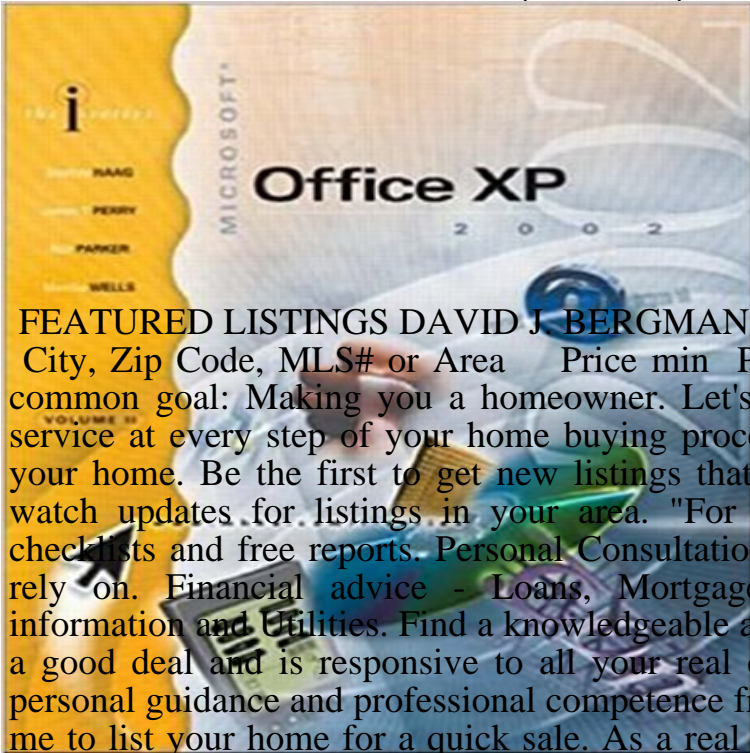 the i series
HAAG
PERRY
PARKER
WELLS
MICROSOFT®
Office XP
2002
2 0 0 2
VOLUME II
FEATURED LISTINGS DAVID J. BERGMAN
City, Zip Code, MLS# or Area Price min P
common goal: Making you a homeowner. Let's
service at every step of your home buying proce
your home. Be the first to get new listings that
watch updates for listings in your area. "For
checklists and free reports. Personal Consultatio
rely on. Financial advice - Loans, Mortgage
information and Utilities. Find a knowledgeable a
a good deal and is responsive to all your real
personal guidance and professional competence fr
me to list your home for a quick sale. As a real